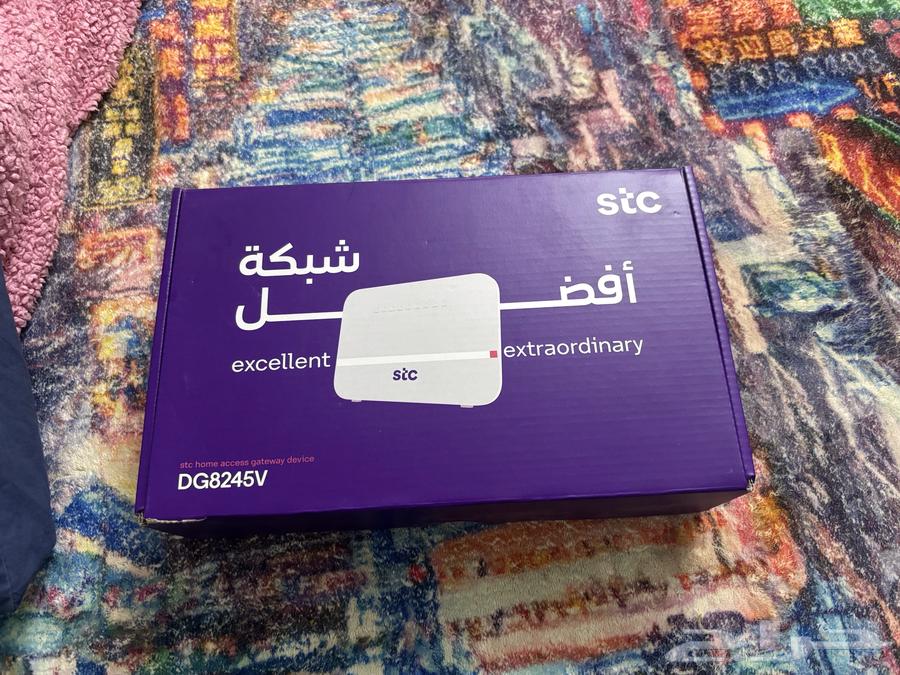 stc
شبكة
أفضل
excellent extraordinary
stc
stc home access gateway device
DG8245V